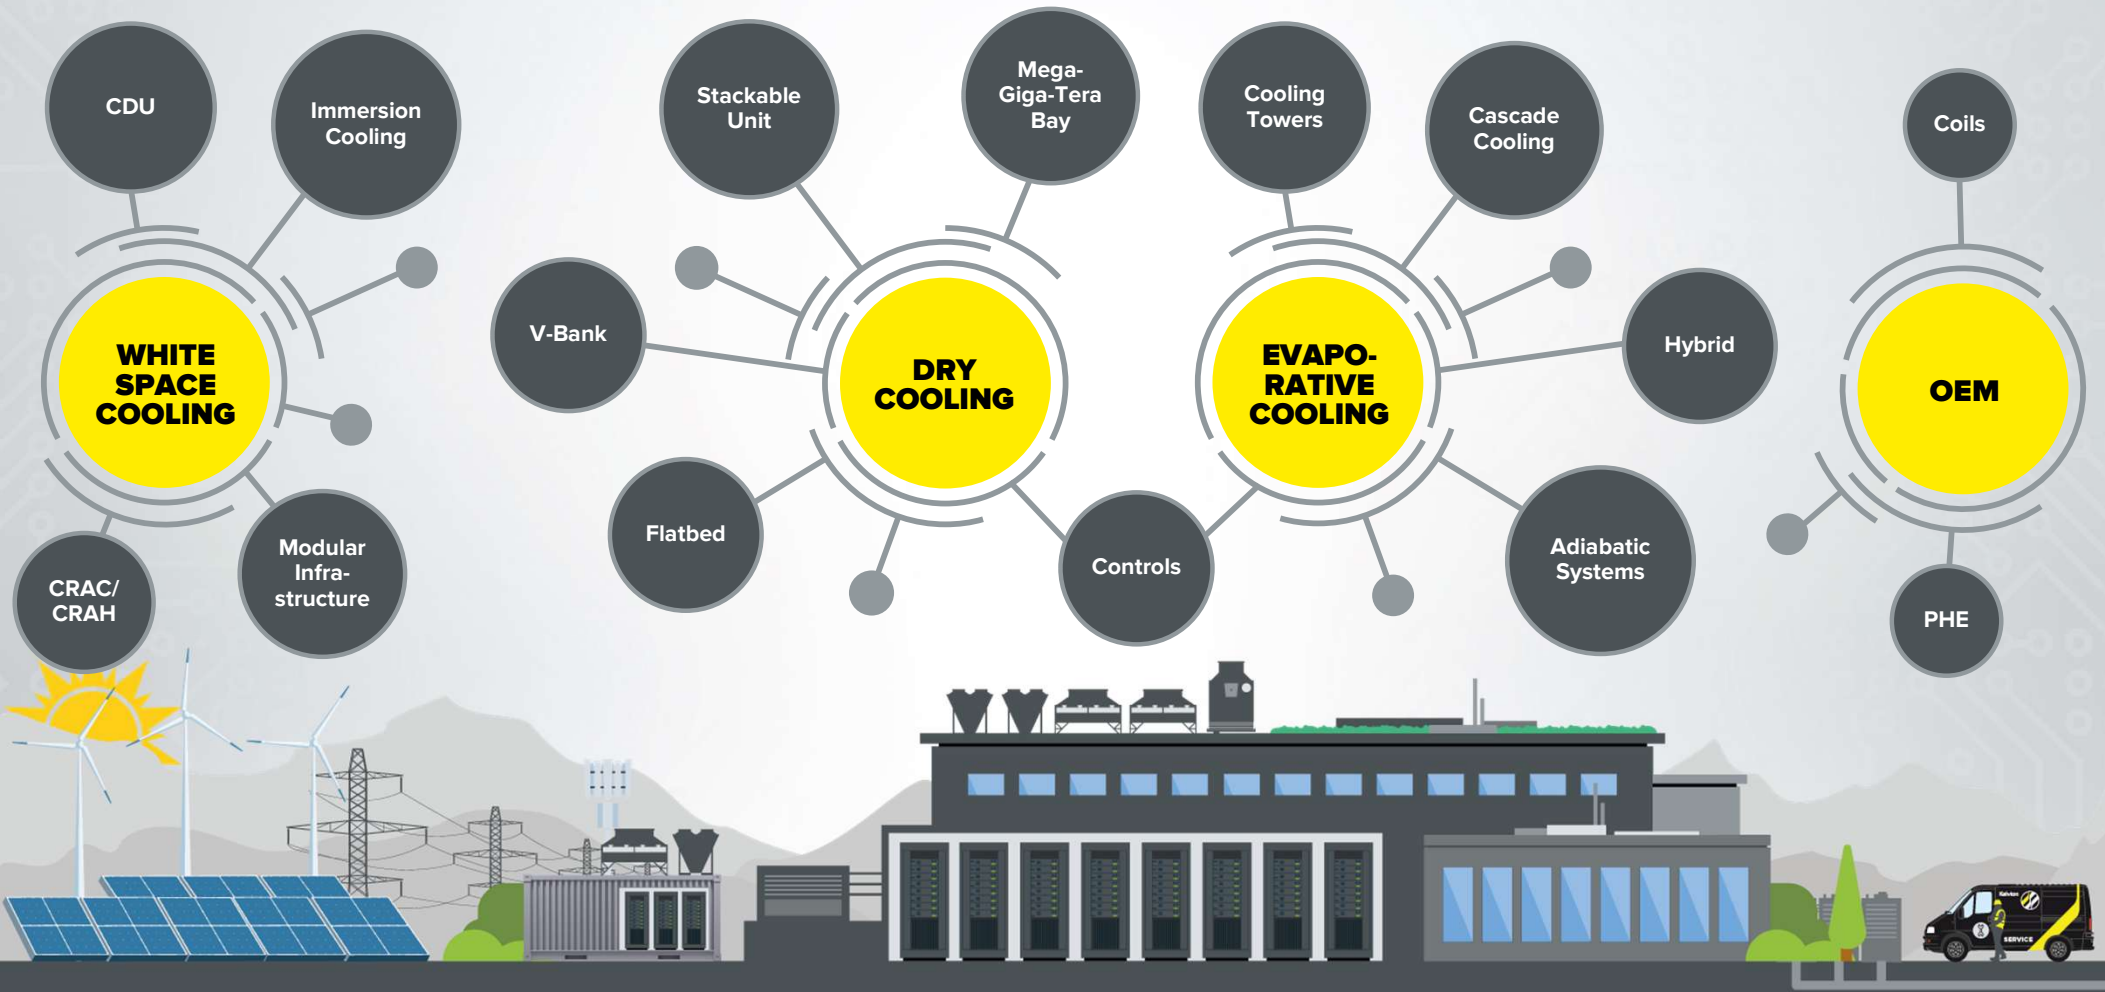 CDU
Immersion
Cooling
WHITE
SPACE
COOLING
CRAC/
CRAH
Modular
Infra-
structure
Stackable
Unit
Mega-
Giga-Tera
Bay
V-Bank
DRY
COOLING
Flatbed
Controls
Cooling
Towers
Cascade
Cooling
EVAPO-
RATIVE
COOLING
Hybrid
Adiabatic
Systems
Coils
OEM
PHE
Kelvion
SERVICE